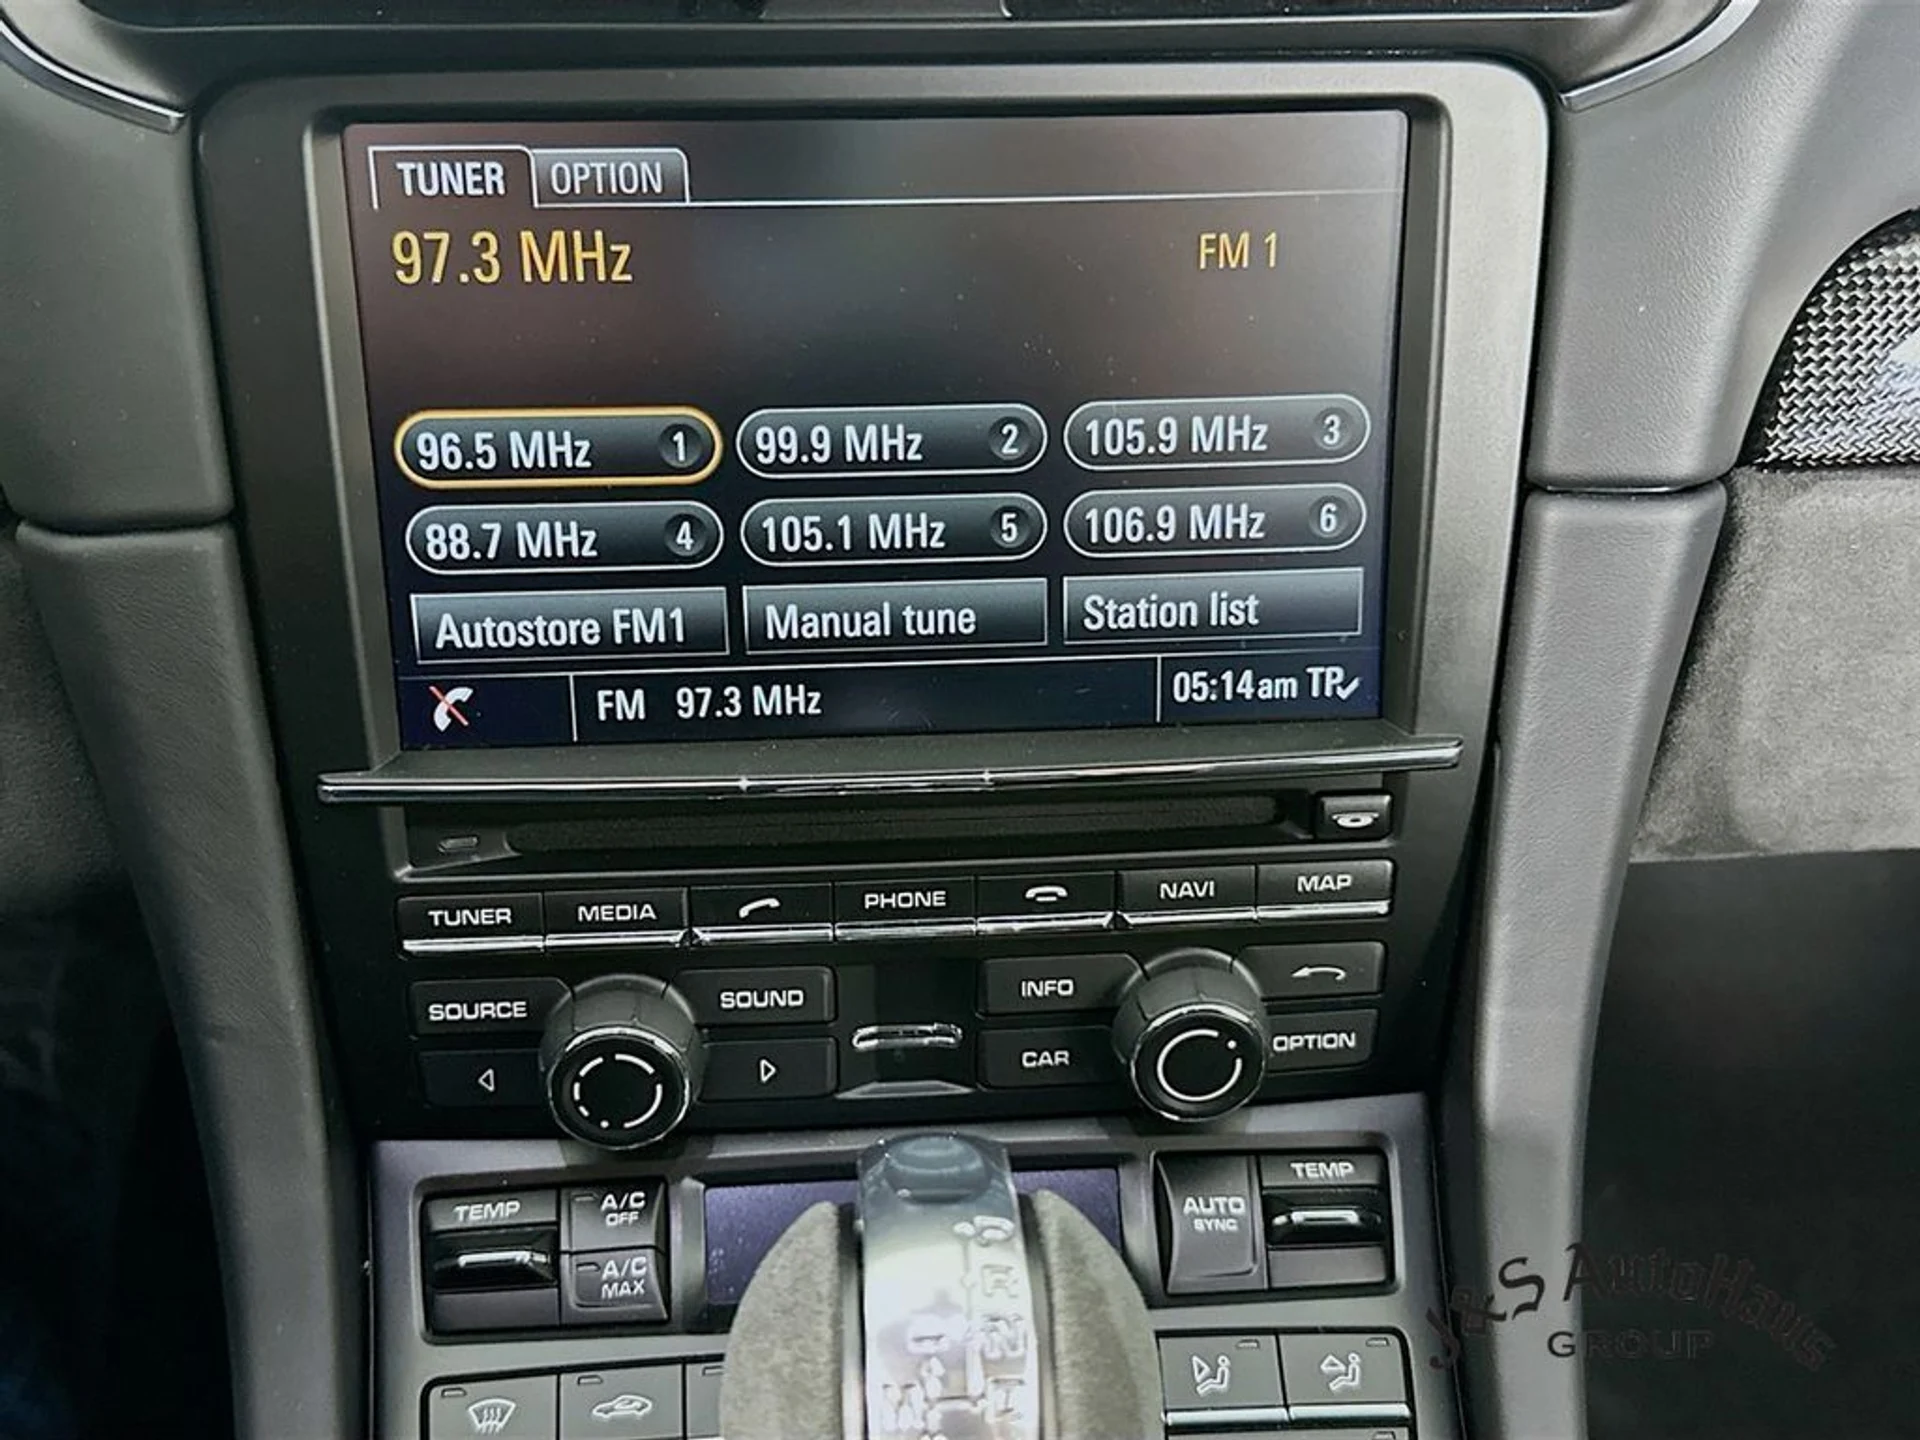 TUNER OPTION
97.3 MHz FM 1
96.5 MHz 1 99.9 MHz 2 105.9 MHz 3
88.7 MHz 4 105.1 MHz 5 106.9 MHz 6
Autostore FM1 Manual tune Station list
FM 97.3 MHz 05:14am TP
TUNER MEDIA PHONE NAVI MAP
SOURCE SOUND INFO
CAR OPTION
TEMP A/C OFF AUTO SYNC TEMP
A/C MAX
P
R
N
D
J&S AutoHaus
GROUP